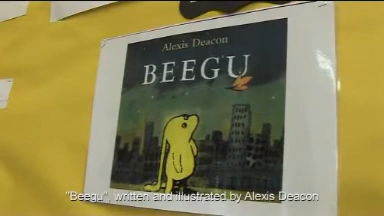 Alexis Deacon
BEEGU
"Beegu", written and illustrated by Alexis Deacon